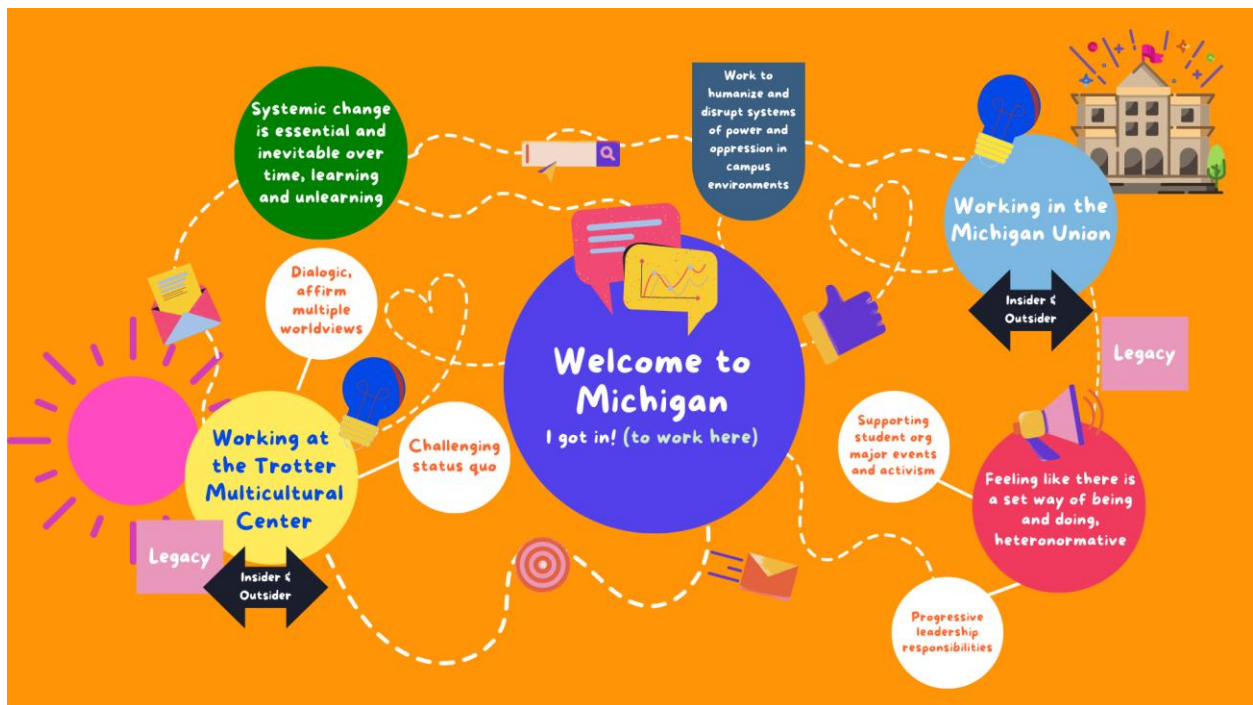 Systemic change
is essential and
inevitable over
time, learning
and unlearning
Work to
humanize and
disrupt systems
of power and
oppression in
campus
environments
Working in the
Michigan Union
Insider &
Outsider
Legacy
Dialogic,
affirm
multiple
worldviews
Welcome to
Michigan
I got in! (to work here)
Working at
the Trotter
Multicultural
Center
Challenging
status quo
Legacy
Insider &
Outsider
Supporting
student org
major events
and activism
Feeling like there is
a set way of being
and doing,
heteronormative
Progressive
leadership
responsibilities